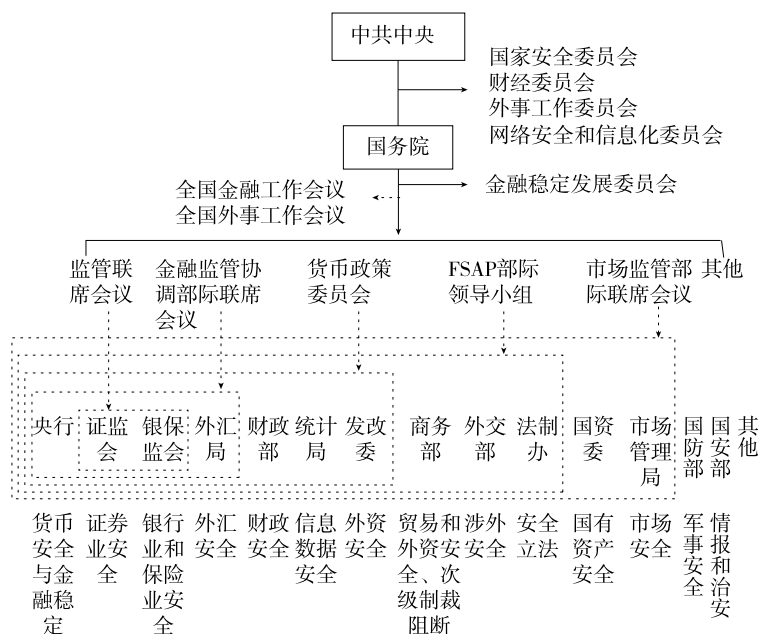 中共中央
国家安全委员会
财经委员会
外事工作委员会
网络安全和信息化委员会
国务院
金融稳定发展委员会
全国金融工作会议
全国外事工作会议
监管联
席会议
金融监管协
调部际联席
会议
货币政策
委员会
FSAP部际
领导小组
市场监管部
际联席会议
其他
央行
证监
会
银保
监会
外汇
局
财政
部
统计
局
发改
委
商务
部
外交
部
法制
办
国资
委
市场
管理
局
国防部
国安部
其他
货币
安全
与金
融稳
定
证券
业安
全
银行
业和
保险
业安
全
外汇
安全
财政
安全
信息
数据
安全
外资
安全
贸易和
外资安
全、次
级制裁
阻断
涉外
安全
安全
立法
国有
资产
安全
市场
安全
军事安全
情报和治安